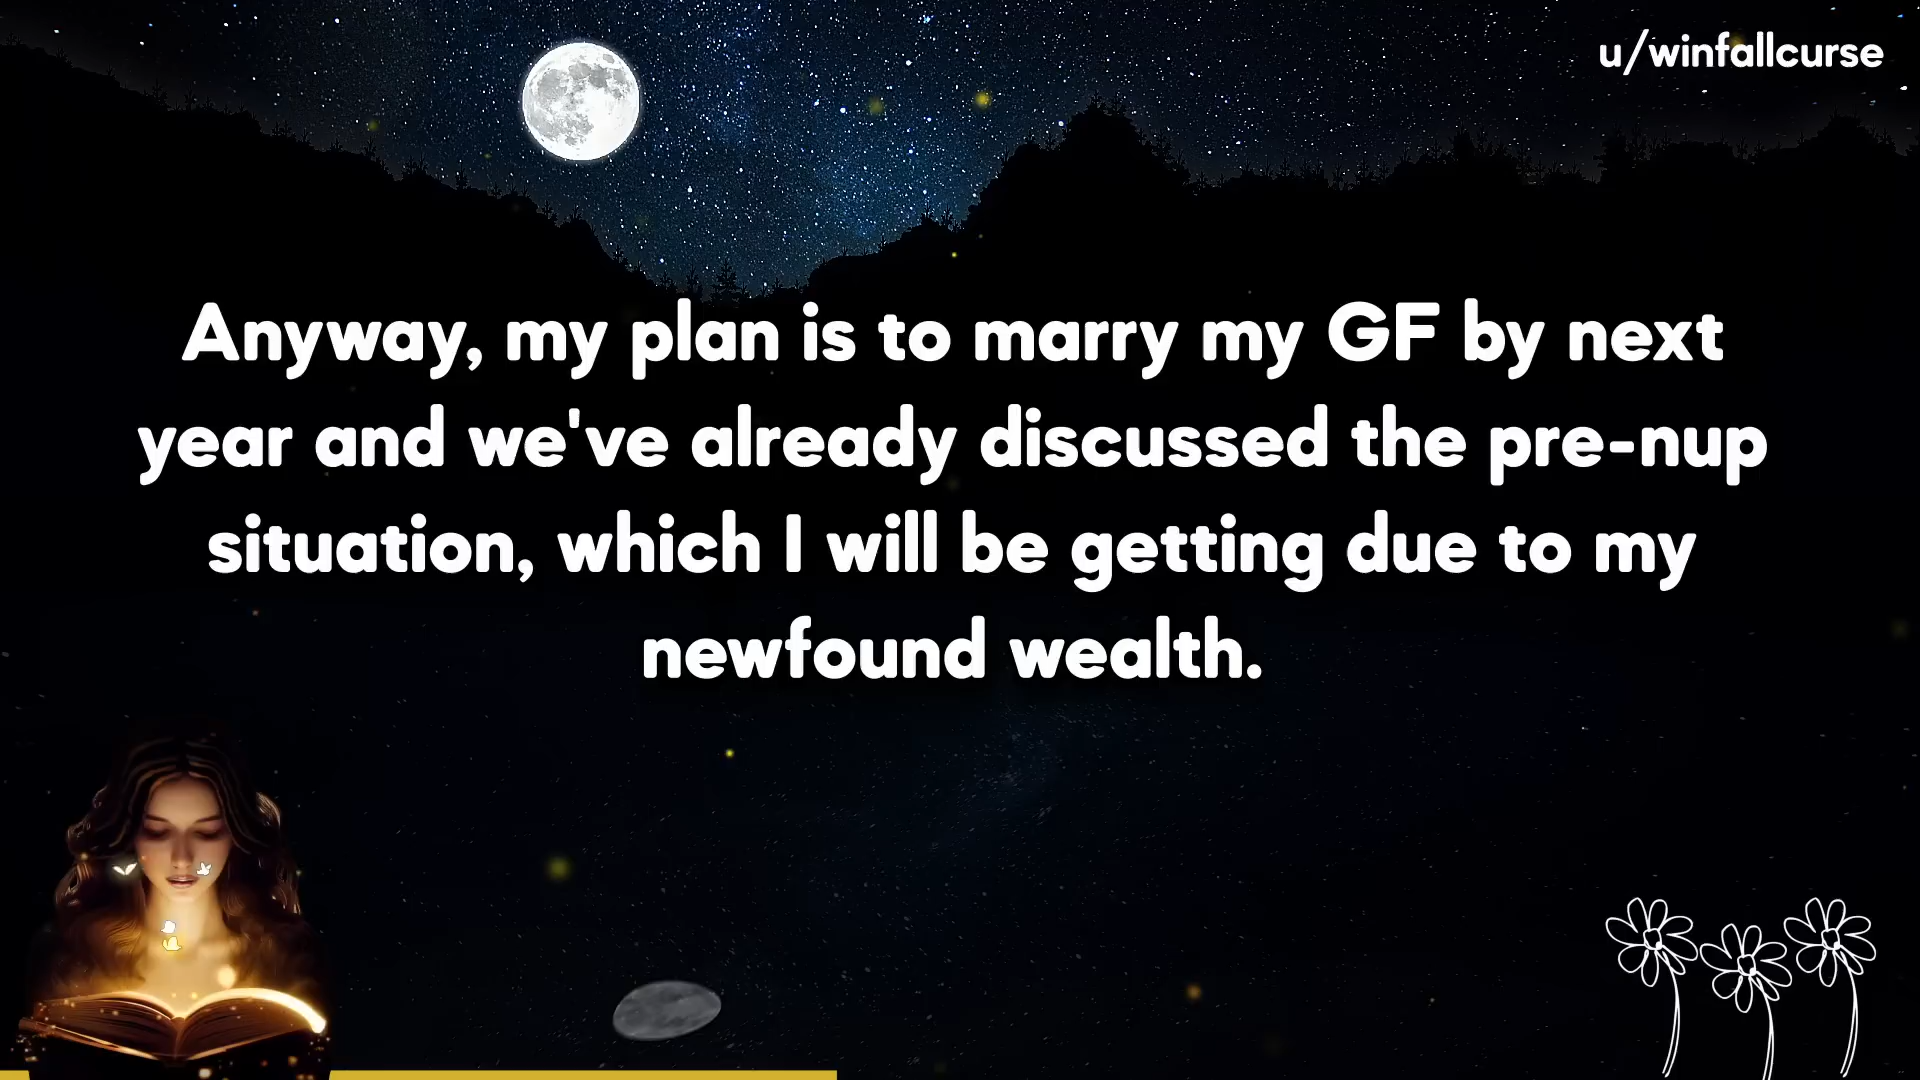 u/winfallcurse
Anyway, my plan is to marry my GF by next
year and we've already discussed the pre-nup
situation, which I will be getting due to my
newfound wealth.